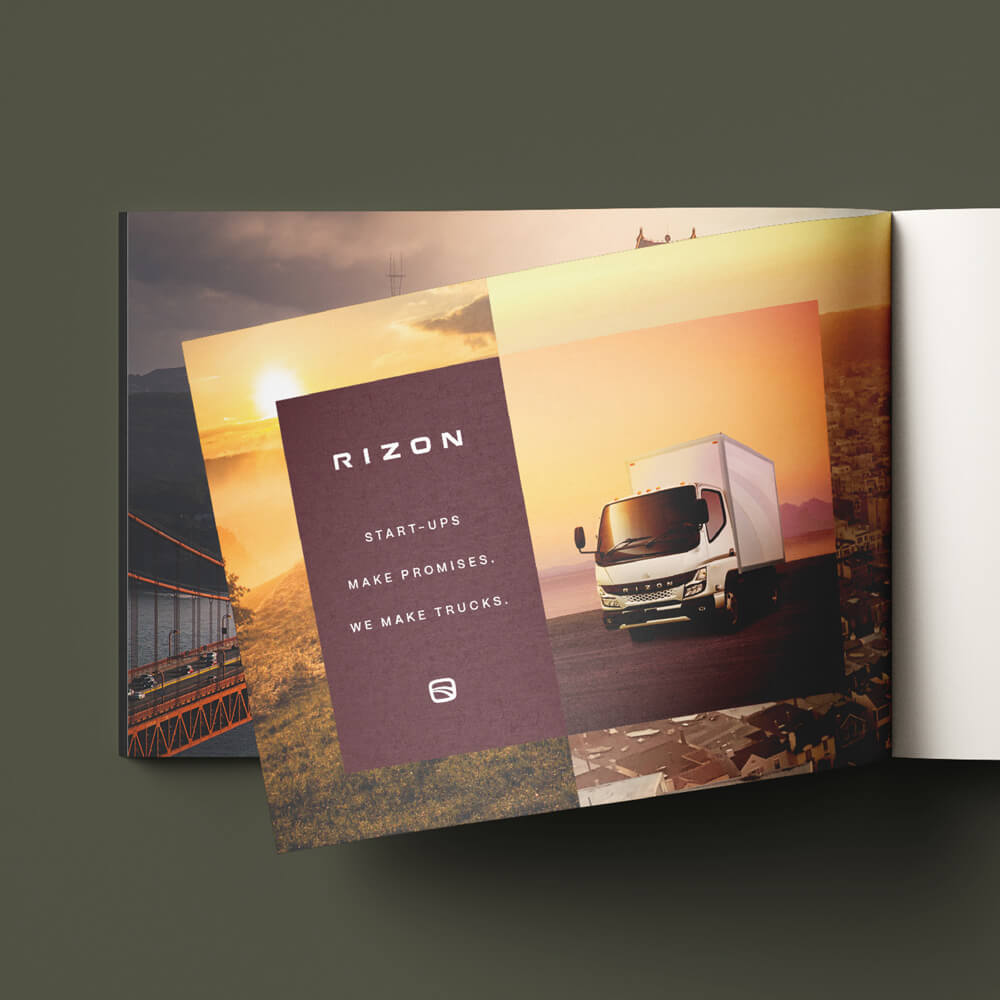 RIZON
START-UPS
MAKE PROMISES.
WE MAKE TRUCKS.
RIZON